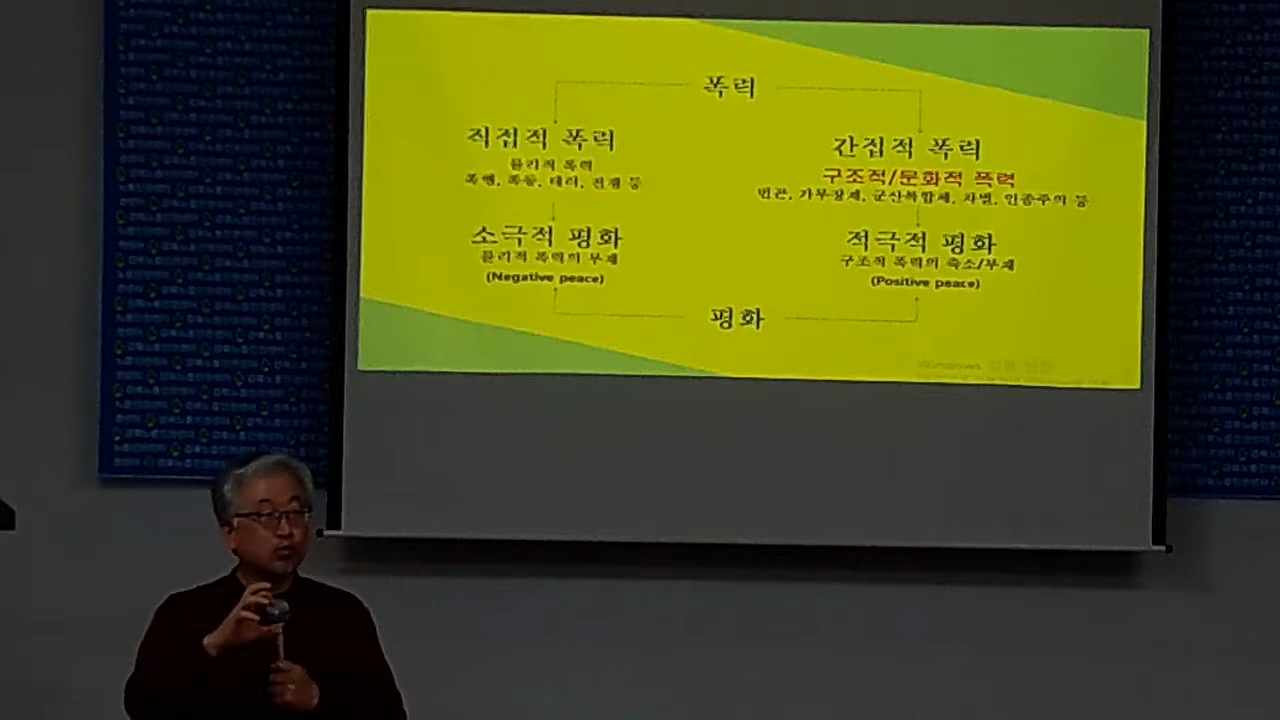 폭력
직접적 폭력
물리적 폭력
폭행, 폭동, 테러, 전쟁 등
간접적 폭력
구조적/문화적 폭력
빈곤, 가부장제, 군산복합체, 차별, 인종주의 등
소극적 평화
물리적 폭력의 부재
(Negative peace)
적극적 평화
구조적 폭력의 축소/부재
(Positive peace)
평화
Windows